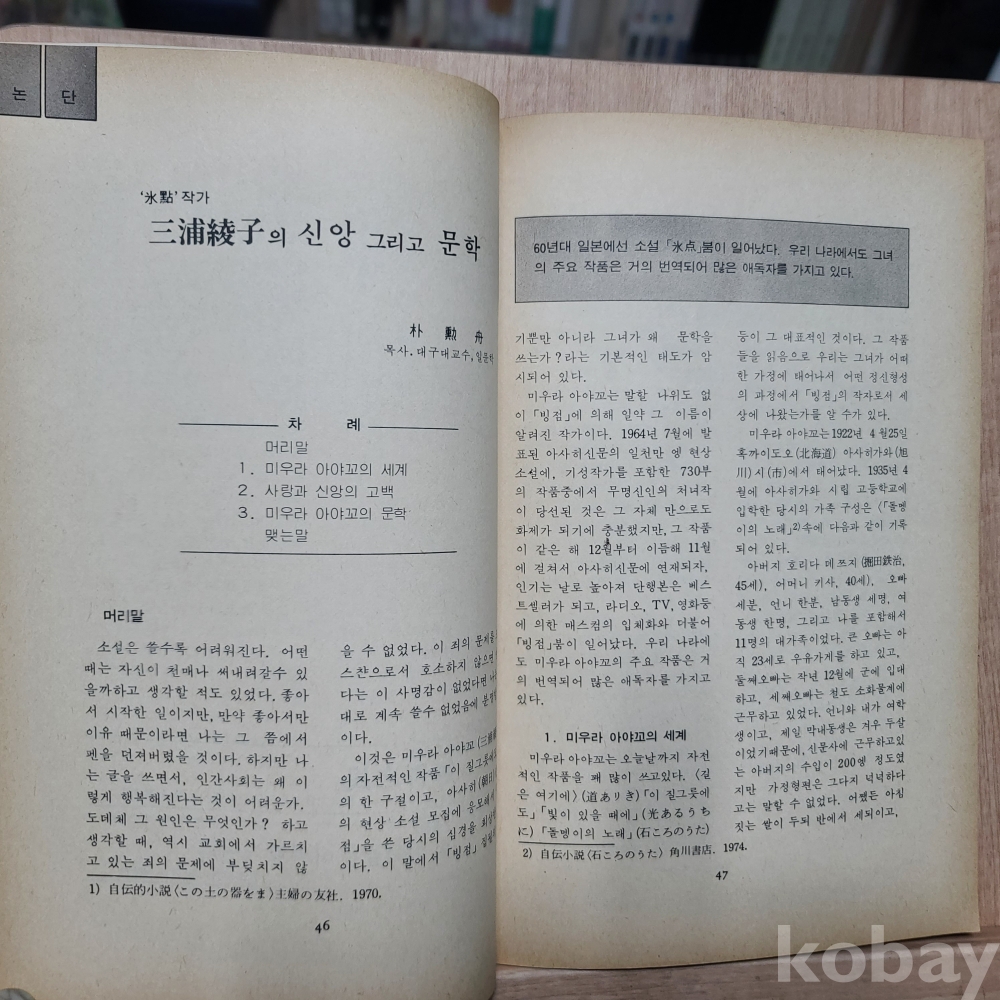 논 단
‘氷點’작가
三浦綾子의 신앙 그리고 문학
朴 勳 舟
목사·대구대교수, 일문학
차 례
머리말
1. 미우라 아야꼬의 세계
2. 사랑과 신앙의 고백
3. 미우라 아야꼬의 문학
맺는말
머리말
소설은 쓸수록 어려워진다. 어떤
때는 자신이 천매나 써내려갈수 있
을까하고 생각할 적도 있었다. 좋아
서 시작한 일이지만, 만약 좋아서만
이유 때문이라면 나는 그 쯤에서
펜을 던져버렸을 것이다. 하지만 나
는 글을 쓰면서, 인간사회는 왜 이
렇게 행복해진다는 것이 어려운가.
도데체 그 원인은 무엇인가? 하고
생각할 때, 역시 교회에서 가르치
고 있는 죄의 문제에 부딪치지 않
을 수 없었다. 이 죄의 문제를
스챤으로서 호소하지 않으면
다는 이 사명감이 없었다면 나
대로 계속 쓸수 없었음에 분명
이다.
이것은 미우라 아야꼬(三浦綾
의 자전적인 작품「이 질그릇에
의 한 구절이고, 아사히(朝日)
의 현상 소설 모집에 응모해서
점」을 쓴 당시의 심경을 회상
이다. 이 말에서「빙점」집필
1) 自伝的小説〈この土の器をま〉主婦の友社. 1970.
46
60년대 일본에선 소설「氷点」붐이 일어났다. 우리 나라에서도 그녀
의 주요 작품은 거의 번역되어 많은 애독자를 가지고 있다.
기뿐만 아니라 그녀가 왜 문학을
쓰는가?라는 기본적인 태도가 암
시되어 있다.
미우라 아야꼬는 말할 나위도 없
이「빙점」에 의해 일약 그 이름이
알려진 작가이다. 1964년 7월에 발
표된 아사히신문의 일천만 엥 현상
소설에, 기성작가를 포함한 730부
의 작품중에서 무명신인의 처녀작
이 당선된 것은 그 자체 만으로도
화제가 되기에 충분했지만, 그 작품
이 같은 해 12월부터 이듬해 11월
에 걸쳐서 아사히신문에 연재되자,
인기는 날로 높아져 단행본은 베스
트셀러가 되고, 라디오, TV, 영화등
에 의한 매스컴의 입체화와 더불어
「빙점」붐이 일어났다. 우리 나라에
도 미우라 아야꼬의 주요 작품은 거
의 번역되어 많은 애독자를 가지고
있다.
1. 미우라 아야꼬의 세계
미우라 아야꼬는 오늘날까지 자전
적인 작품을 꽤 많이 쓰고있다. 〈길
은 여기에〉(道ありき)「이 질그릇에
도」「빛이 있을 때에」(光あるうち
に)「돌멩이의 노래」(石ころのうた)
등이 그 대표적인 것이다. 그 작품
들을 읽음으로 우리는 그녀가 어떠
한 가정에 태어나서 어떤 정신형성
의 과정에서「빙점」의 작자로서 세
상에 나왔는가를 알 수가 있다.
미우라 아야꼬는 1922년 4월 25일
혹까이도오(北海道) 아사히가와(旭
川)시(市)에서 태어났다. 1935년 4
월에 아사히가와 시립 고등학교에
입학한 당시의 가족 구성은〈「돌멩
이의 노래」2)속에 다음과 같이 기록
되어 있다.
아버지 호리다 데쯔지(堀田鉄治,
45세), 어머니 키사, 40세). 오빠
세분, 언니 한분, 남동생 세명, 여
동생 한명, 그리고 나를 포함해서
11명의 대가족이었다. 큰 오빠는 아
직 23세로 우유가게를 하고 있고,
둘째오빠는 작년 12월에 군에 입대
하고, 세째오빠는 철도 소화물계에
근무하고 있었다. 언니와 내가 여학
생이고, 제일 막내동생은 겨우 두살
이었기때문에, 신문사에 근무하고있
는 아버지의 수입이 200엥 정도였
지만 가정형편은 그다지 넉넉하다
고는 말할 수 없었다. 어쨌든 아침
짓는 쌀이 두되 반에서 세되이고,
2) 自伝小説〈石ころのうた〉角川書店. 1974.
47
kobay